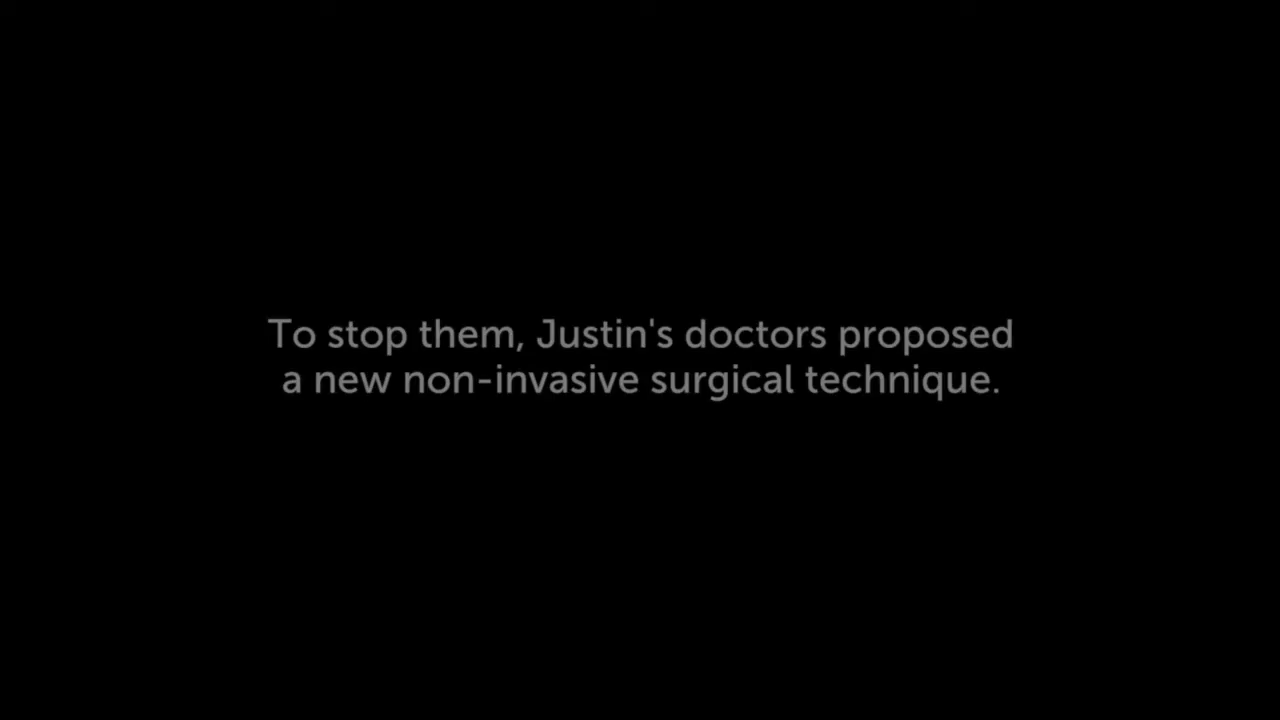 To stop them, Justin's doctors proposed
a new non-invasive surgical technique.